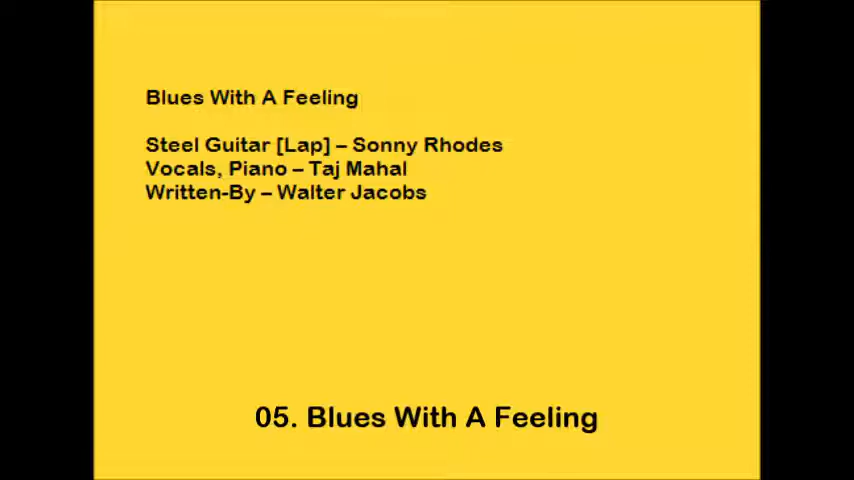 Blues With A Feeling
Steel Guitar [Lap] – Sonny Rhodes
Vocals, Piano – Taj Mahal
Written-By – Walter Jacobs
05. Blues With A Feeling